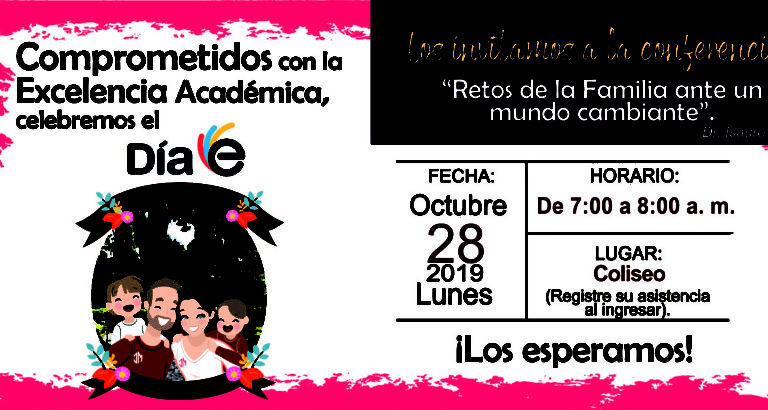 Comprometidos con la
Excelencia Académica,
celebremos el
Día e
Los invitamos a la conferenci
“Retos de la Familia ante un
mundo cambiante”.
FECHA:
Octubre
28
2019
Lunes
HORARIO:
De 7:00 a 8:00 a. m.
LUGAR:
Coliseo
(Registre su asistencia
al ingresar).
¡Los esperamos!